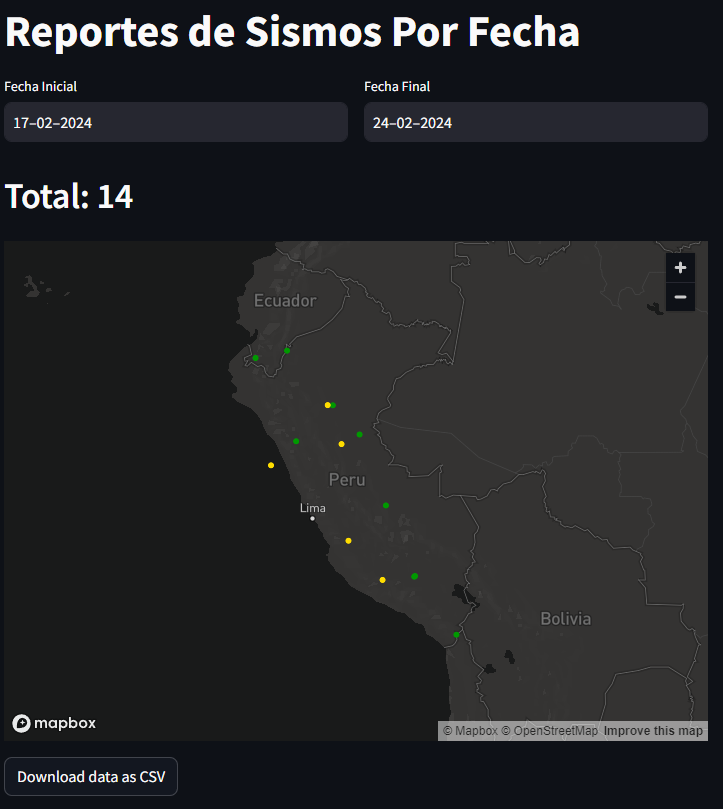 Reportes de Sismos Por Fecha
Fecha Inicial
Fecha Final
17-02-2024
24-02-2024
Total: 14
+
−
Ecuador
Peru
Lima
Bolivia
mapbox
© Mapbox © OpenStreetMap Improve this map
Download data as CSV